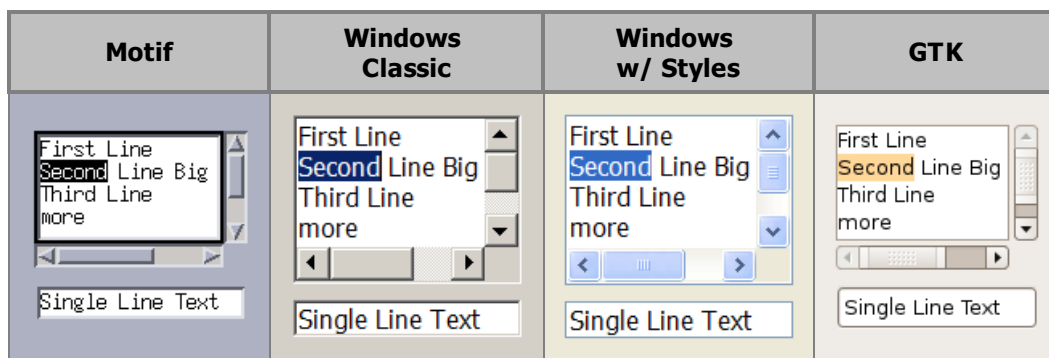 Motif
Windows
Classic
Windows
w/ Styles
GTK
First Line
Second Line Big
Third Line
more
Single Line Text
First Line
Second Line Big
Third Line
more
Single Line Text
First Line
Second Line Big
Third Line
more
Single Line Text
First Line
Second Line Big
Third Line
more
Single Line Text